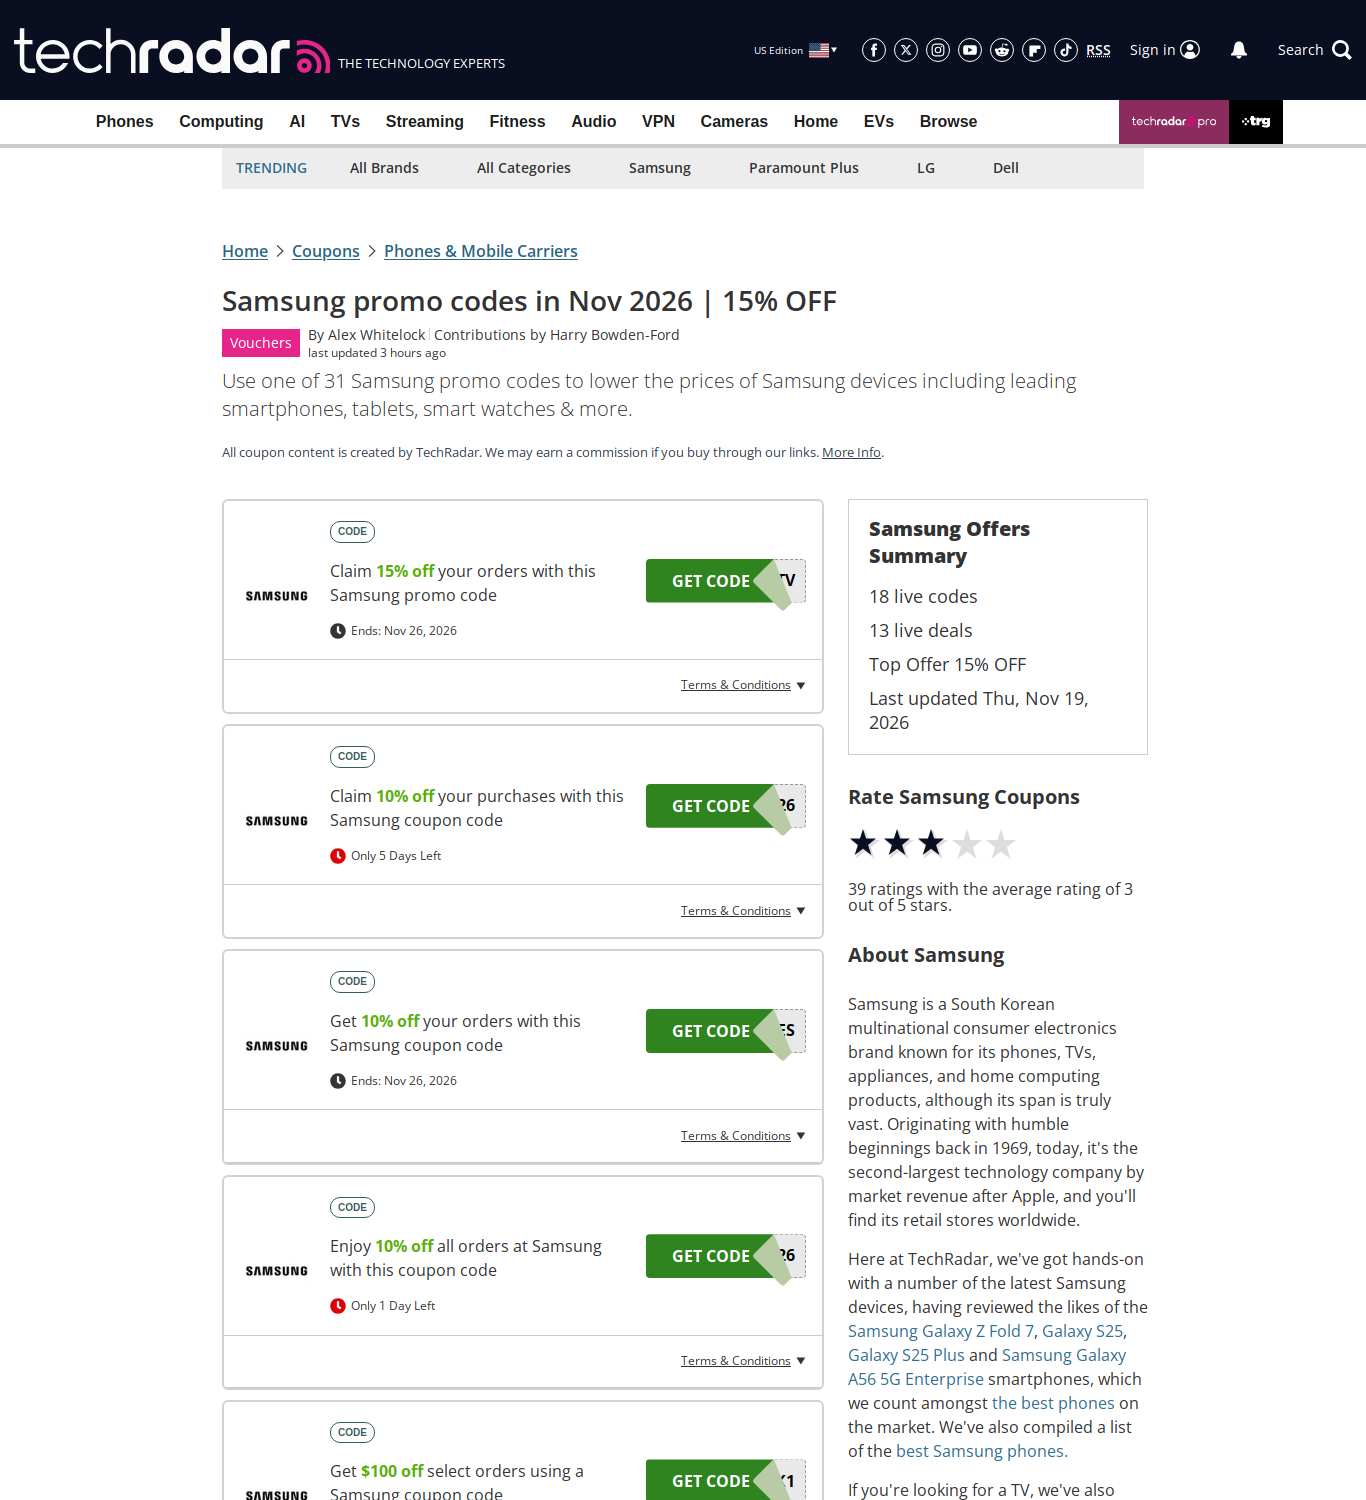 techradar THE TECHNOLOGY EXPERTS
US Edition
RSS
Sign in
Search
Phones Computing AI TVs Streaming Fitness Audio VPN Cameras Home EVs Browse
techradar pro
trg
TRENDING All Brands All Categories Samsung Paramount Plus LG Dell
Home > Coupons > Phones & Mobile Carriers
Samsung promo codes in Nov 2026 | 15% OFF
Vouchers
By Alex Whitelock | Contributions by Harry Bowden-Ford
last updated 3 hours ago
Use one of 31 Samsung promo codes to lower the prices of Samsung devices including leading
smartphones, tablets, smart watches & more.
All coupon content is created by TechRadar. We may earn a commission if you buy through our links. More Info.
SAMSUNG
CODE
Claim 15% off your orders with this
Samsung promo code
Ends: Nov 26, 2026
GET CODE
TV
Terms & Conditions
SAMSUNG
CODE
Claim 10% off your purchases with this
Samsung coupon code
Only 5 Days Left
GET CODE
26
Terms & Conditions
SAMSUNG
CODE
Get 10% off your orders with this
Samsung coupon code
Ends: Nov 26, 2026
GET CODE
ES
Terms & Conditions
SAMSUNG
CODE
Enjoy 10% off all orders at Samsung
with this coupon code
Only 1 Day Left
GET CODE
26
Terms & Conditions
SAMSUNG
CODE
Get $100 off select orders using a
Samsung coupon code
GET CODE
1
Samsung Offers
Summary
18 live codes
13 live deals
Top Offer 15% OFF
Last updated Thu, Nov 19,
2026
Rate Samsung Coupons
39 ratings with the average rating of 3
out of 5 stars.
About Samsung
Samsung is a South Korean
multinational consumer electronics
brand known for its phones, TVs,
appliances, and home computing
products, although its span is truly
vast. Originating with humble
beginnings back in 1969, today, it's the
second-largest technology company by
market revenue after Apple, and you'll
find its retail stores worldwide.
Here at TechRadar, we've got hands-on
with a number of the latest Samsung
devices, having reviewed the likes of the
Samsung Galaxy Z Fold 7, Galaxy S25,
Galaxy S25 Plus and Samsung Galaxy
A56 5G Enterprise smartphones, which
we count amongst the best phones on
the market. We've also compiled a list
of the best Samsung phones.
If you're looking for a TV, we've also